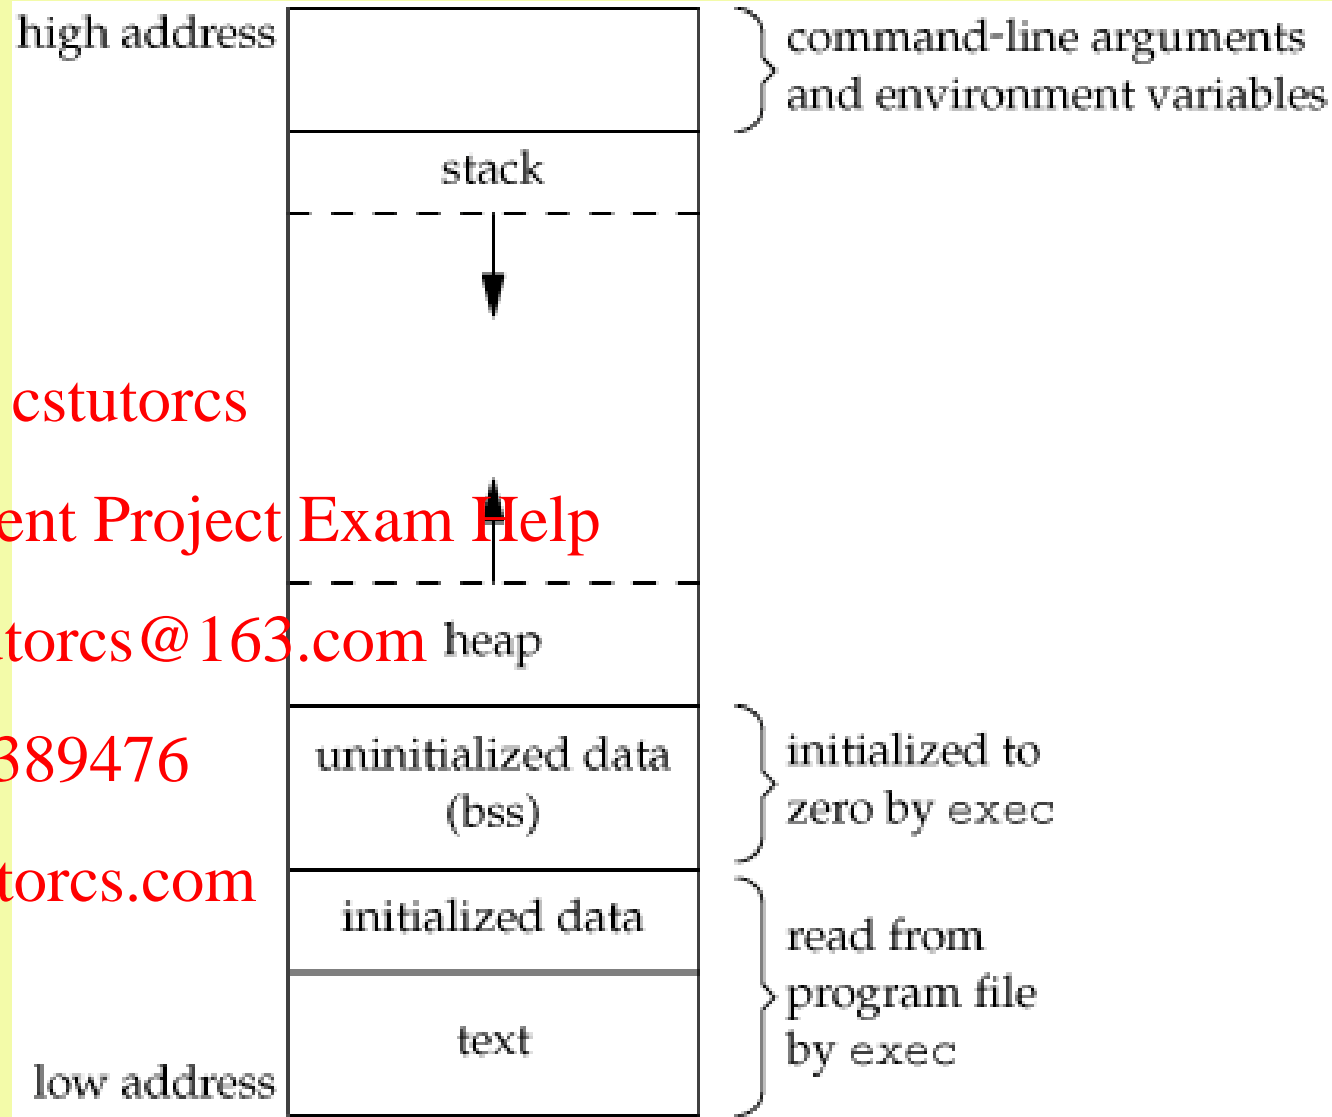 high address
command-line arguments
and environment variables
stack
cstutorcs
ent Project Exam Help
torcs@163.com
heap
389476
uninitialized data
(bss)
initialized to
zero by exec
torcs.com
initialized data
read from
program file
by exec
text
low address